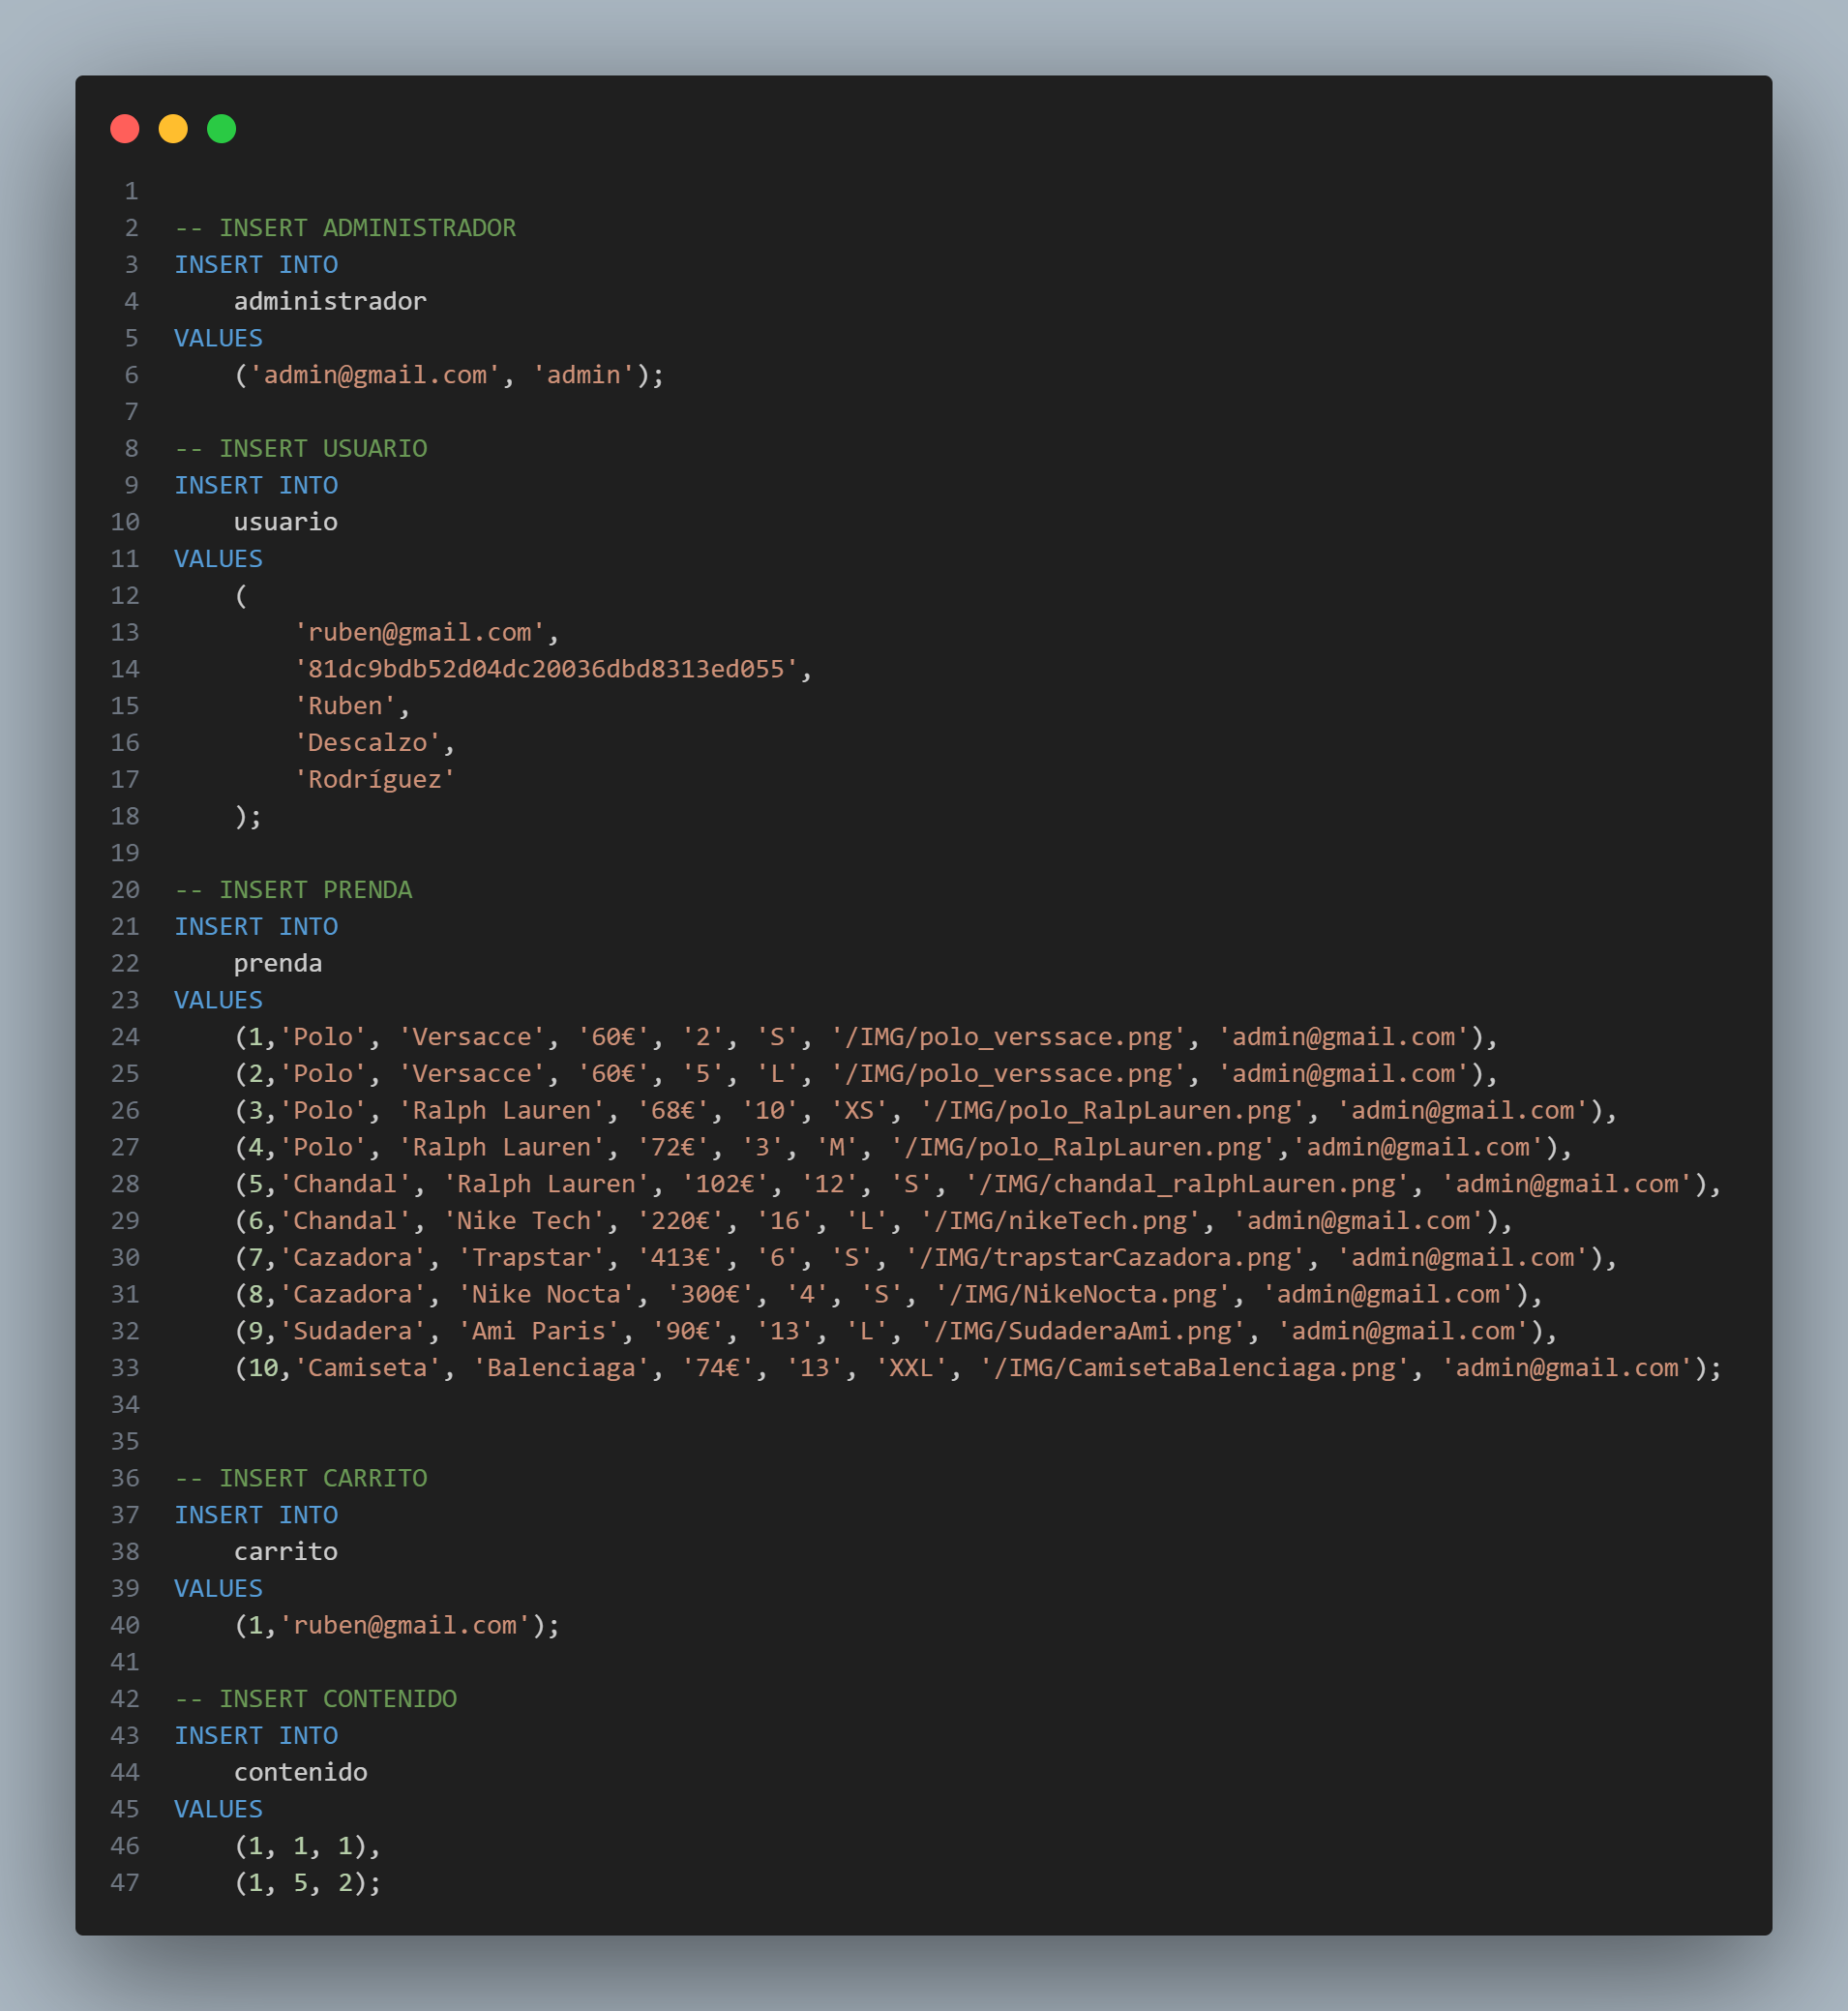 1
2 -- INSERT ADMINISTRADOR
3 INSERT INTO
4     administrador
5 VALUES
6     ('admin@gmail.com', 'admin');
7
8 -- INSERT USUARIO
9 INSERT INTO
10     usuario
11 VALUES
12     (
13         'ruben@gmail.com',
14         '81dc9bdb52d04dc20036dbd8313ed055',
15         'Ruben',
16         'Descalzo',
17         'Rodríguez'
18     );
19
20 -- INSERT PRENDA
21 INSERT INTO
22     prenda
23 VALUES
24     (1,'Polo', 'Versacce', '60€', '2', 'S', '/IMG/polo_verssace.png', 'admin@gmail.com'),
25     (2,'Polo', 'Versacce', '60€', '5', 'L', '/IMG/polo_verssace.png', 'admin@gmail.com'),
26     (3,'Polo', 'Ralph Lauren', '68€', '10', 'XS', '/IMG/polo_RalpLauren.png', 'admin@gmail.com'),
27     (4,'Polo', 'Ralph Lauren', '72€', '3', 'M', '/IMG/polo_RalpLauren.png','admin@gmail.com'),
28     (5,'Chandal', 'Ralph Lauren', '102€', '12', 'S', '/IMG/chandal_ralphLauren.png', 'admin@gmail.com'),
29     (6,'Chandal', 'Nike Tech', '220€', '16', 'L', '/IMG/nikeTech.png', 'admin@gmail.com'),
30     (7,'Cazadora', 'Trapstar', '413€', '6', 'S', '/IMG/trapstarCazadora.png', 'admin@gmail.com'),
31     (8,'Cazadora', 'Nike Nocta', '300€', '4', 'S', '/IMG/NikeNocta.png', 'admin@gmail.com'),
32     (9,'Sudadera', 'Ami Paris', '90€', '13', 'L', '/IMG/SudaderaAmi.png', 'admin@gmail.com'),
33     (10,'Camiseta', 'Balenciaga', '74€', '13', 'XXL', '/IMG/CamisetaBalenciaga.png', 'admin@gmail.com');
34
35
36 -- INSERT CARRITO
37 INSERT INTO
38     carrito
39 VALUES
40     (1,'ruben@gmail.com');
41
42 -- INSERT CONTENIDO
43 INSERT INTO
44     contenido
45 VALUES
46     (1, 1, 1),
47     (1, 5, 2);